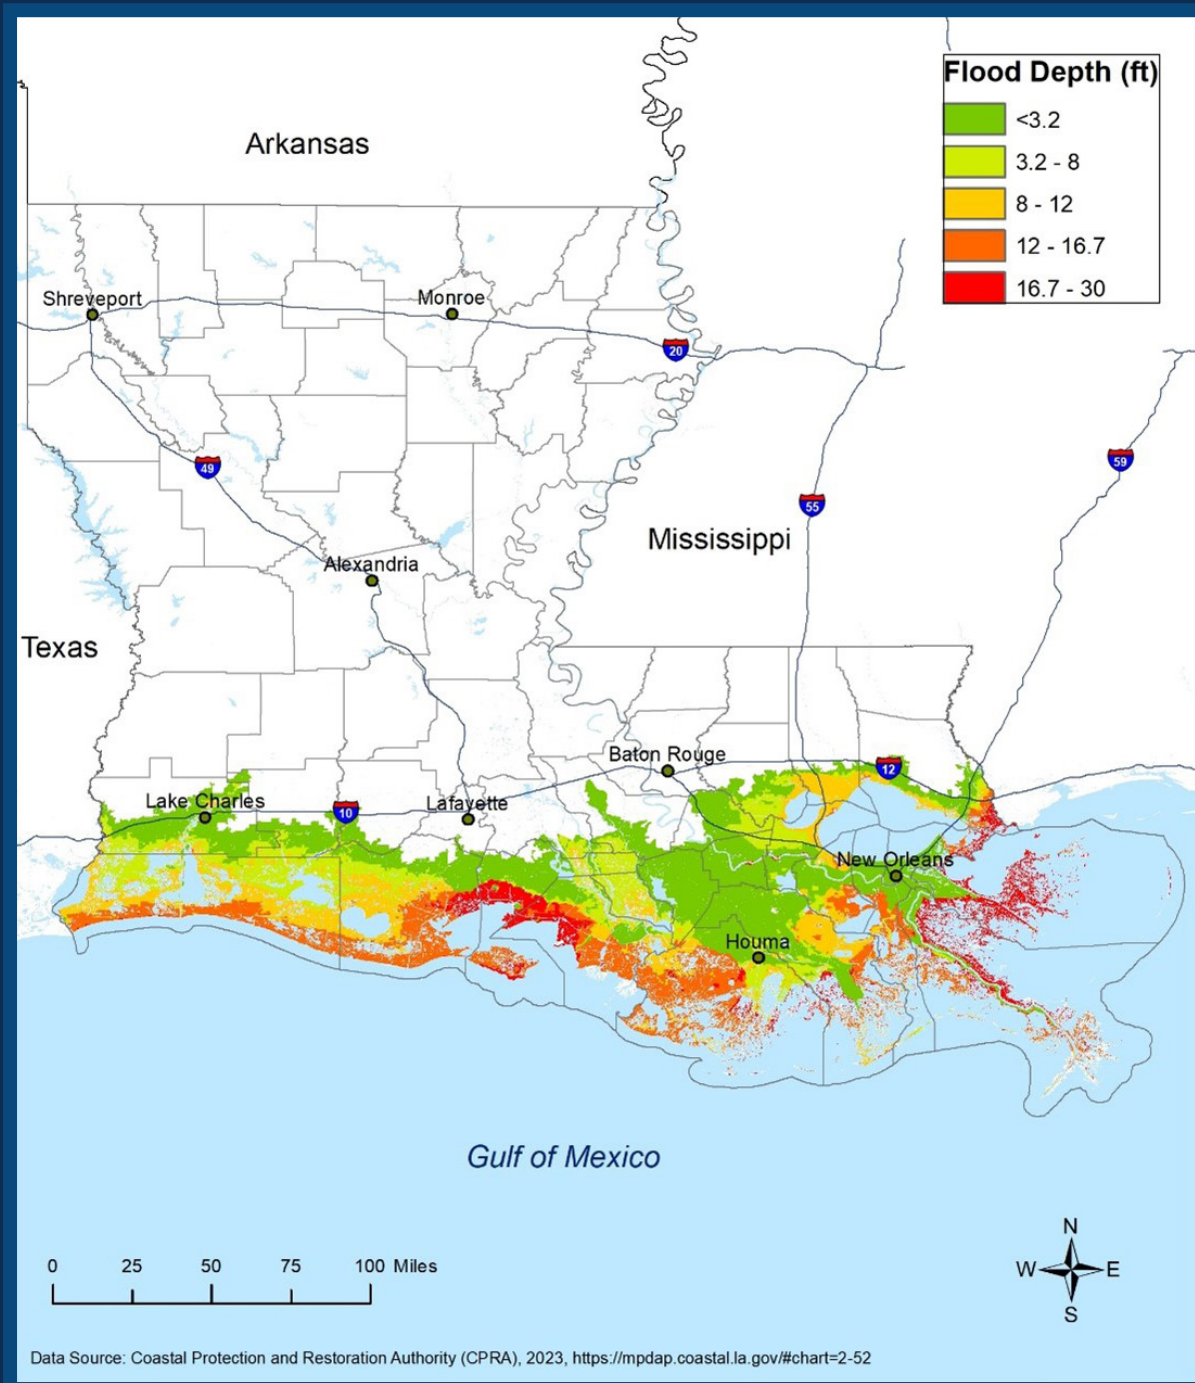 Flood Depth (ft)
<3.2
3.2 - 8
8 - 12
12 - 16.7
16.7 - 30
Arkansas
Shreveport
Monroe
20
49
59
55
Mississippi
Alexandria
Texas
Baton Rouge
12
Lake Charles
10
Lafayette
New Orleans
Houma
Gulf of Mexico
N
W E
S
0 25 50 75 100 Miles
Data Source: Coastal Protection and Restoration Authority (CPRA), 2023, https://mpdap.coastal.la.gov/#chart=2-52